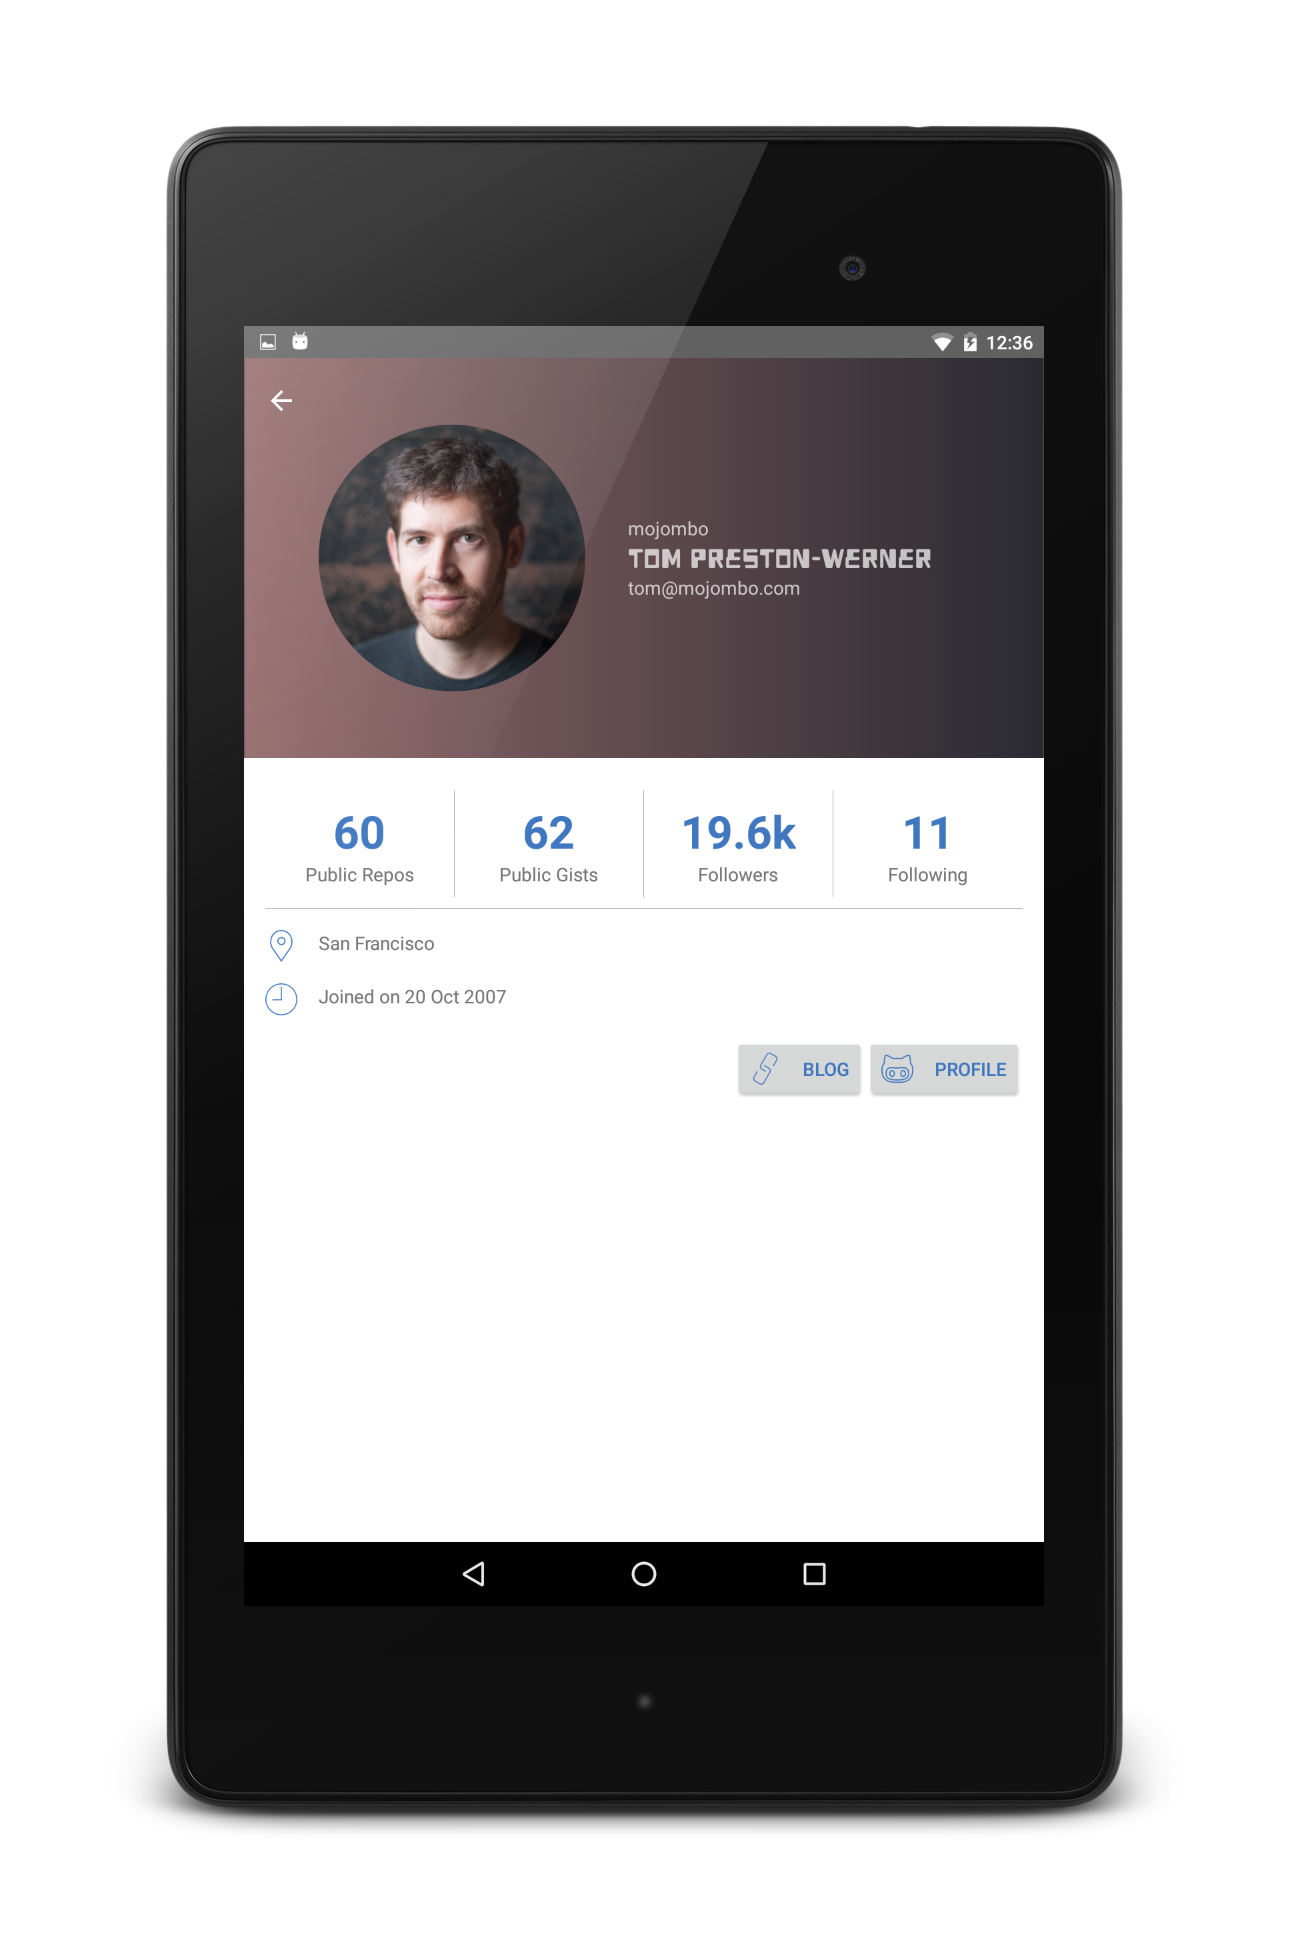 12:36
mojombo
TOM PRESTON-WERNER
tom@mojombo.com
60 62 19.6k 11
Public Repos Public Gists Followers Following
San Francisco
Joined on 20 Oct 2007
BLOG PROFILE